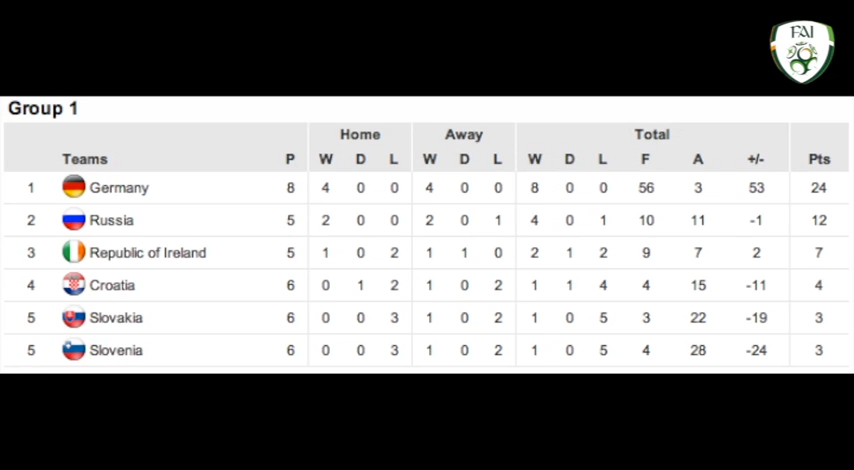 FAI
Group 1
Home Away Total
Teams P W D L W D L W D L F A +/- Pts
1 Germany 8 4 0 0 4 0 0 8 0 0 56 3 53 24
2 Russia 5 2 0 0 2 0 1 4 0 1 10 11 -1 12
3 Republic of Ireland 5 1 0 2 1 1 0 2 1 2 9 7 2 7
4 Croatia 6 0 1 2 1 0 2 1 1 4 4 15 -11 4
5 Slovakia 6 0 0 3 1 0 2 1 0 5 3 22 -19 3
5 Slovenia 6 0 0 3 1 0 2 1 0 5 4 28 -24 3